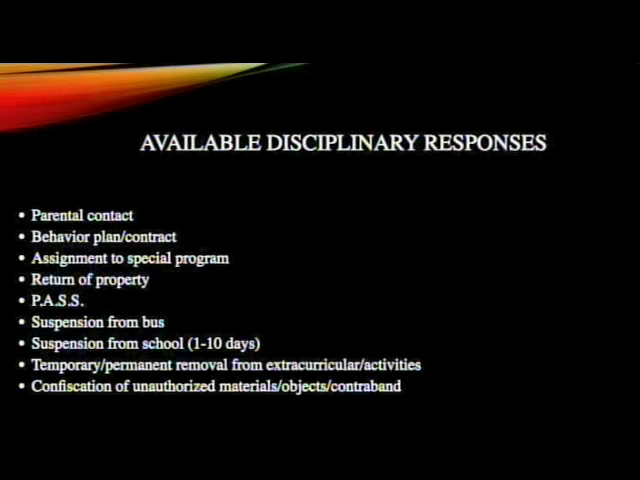 AVAILABLE DISCIPLINARY RESPONSES
• Parental contact
• Behavior plan/contract
• Assignment to special program
• Return of property
• P.A.S.S.
• Suspension from bus
• Suspension from school (1-10 days)
• Temporary/permanent removal from extracurricular/activities
• Confiscation of unauthorized materials/objects/contraband